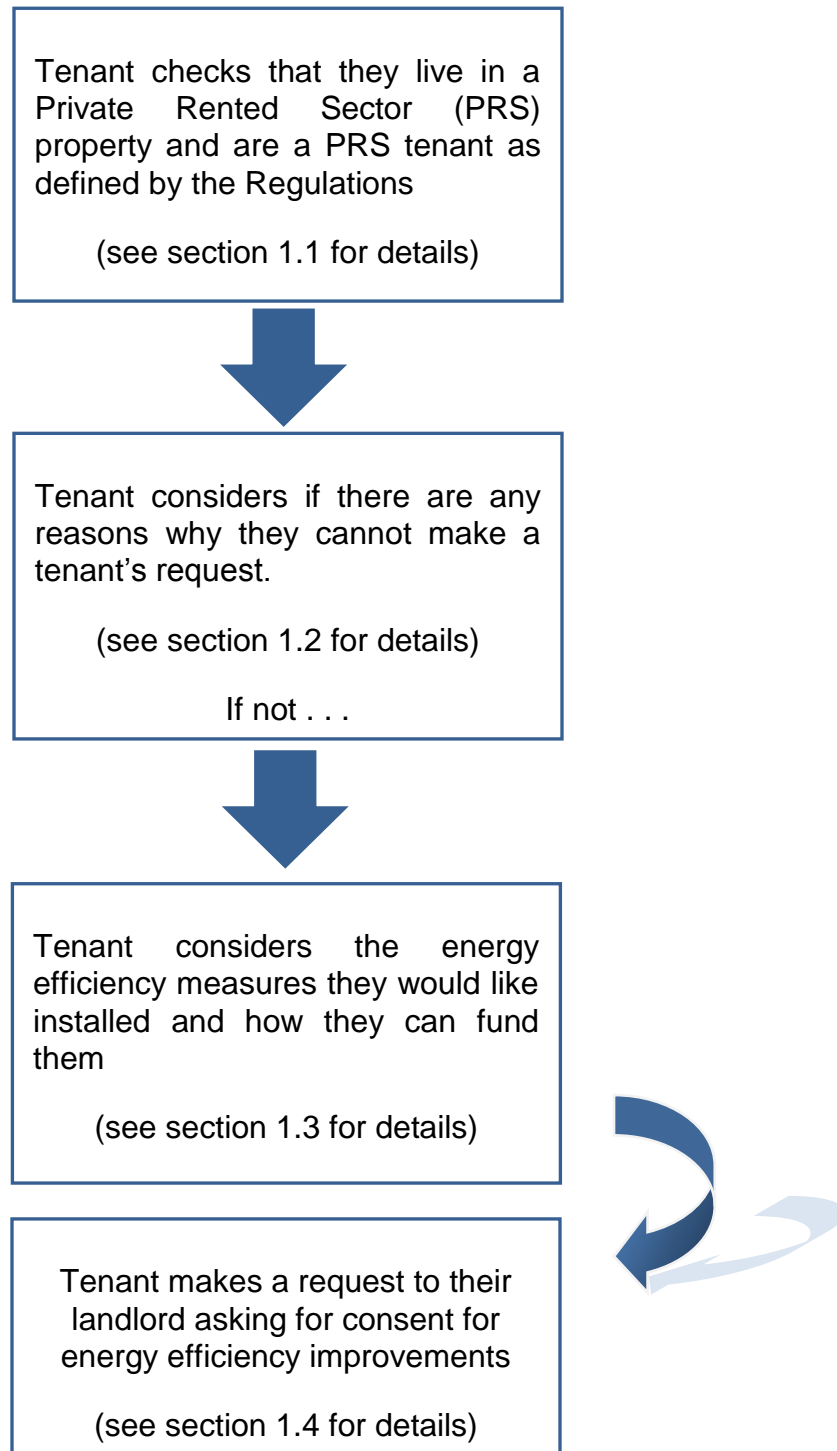 Tenant checks that they live in a
Private Rented Sector (PRS)
property and are a PRS tenant as
defined by the Regulations
(see section 1.1 for details)
Tenant considers if there are any
reasons why they cannot make a
tenant’s request.
(see section 1.2 for details)
If not . . .
Tenant considers the energy
efficiency measures they would like
installed and how they can fund
them
(see section 1.3 for details)
Tenant makes a request to their
landlord asking for consent for
energy efficiency improvements
(see section 1.4 for details)